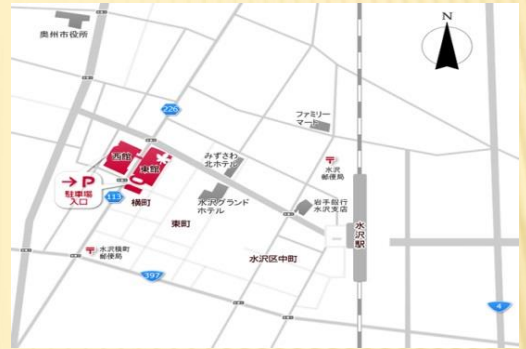 N
奥州市役所
226
ファミリー
マート
西館
東館
みずさわ
北ホテル
水沢
郵便局
→P
駐車場
入口
113
横町
水沢グランド
ホテル
岩手銀行
水沢支店
東町
水沢駅
水沢横町
郵便局
水沢区中町
397
4